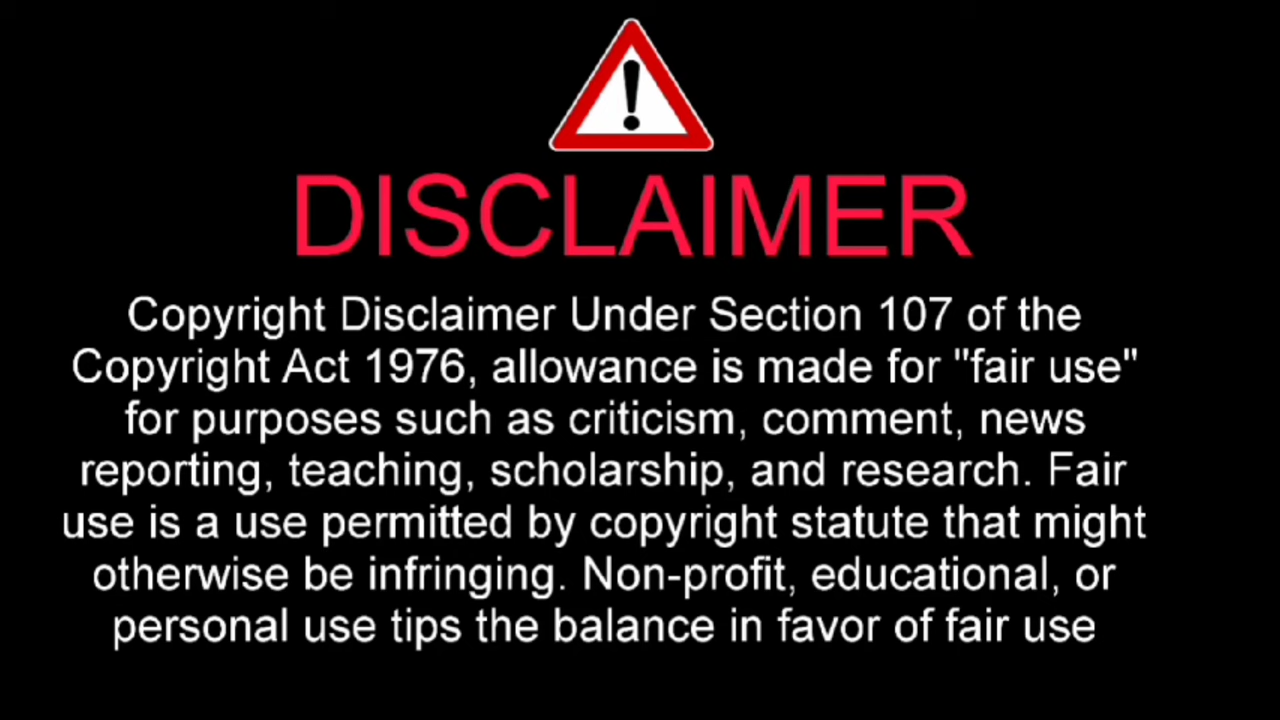 DISCLAIMER
Copyright Disclaimer Under Section 107 of the
Copyright Act 1976, allowance is made for "fair use"
for purposes such as criticism, comment, news
reporting, teaching, scholarship, and research. Fair
use is a use permitted by copyright statute that might
otherwise be infringing. Non-profit, educational, or
personal use tips the balance in favor of fair use